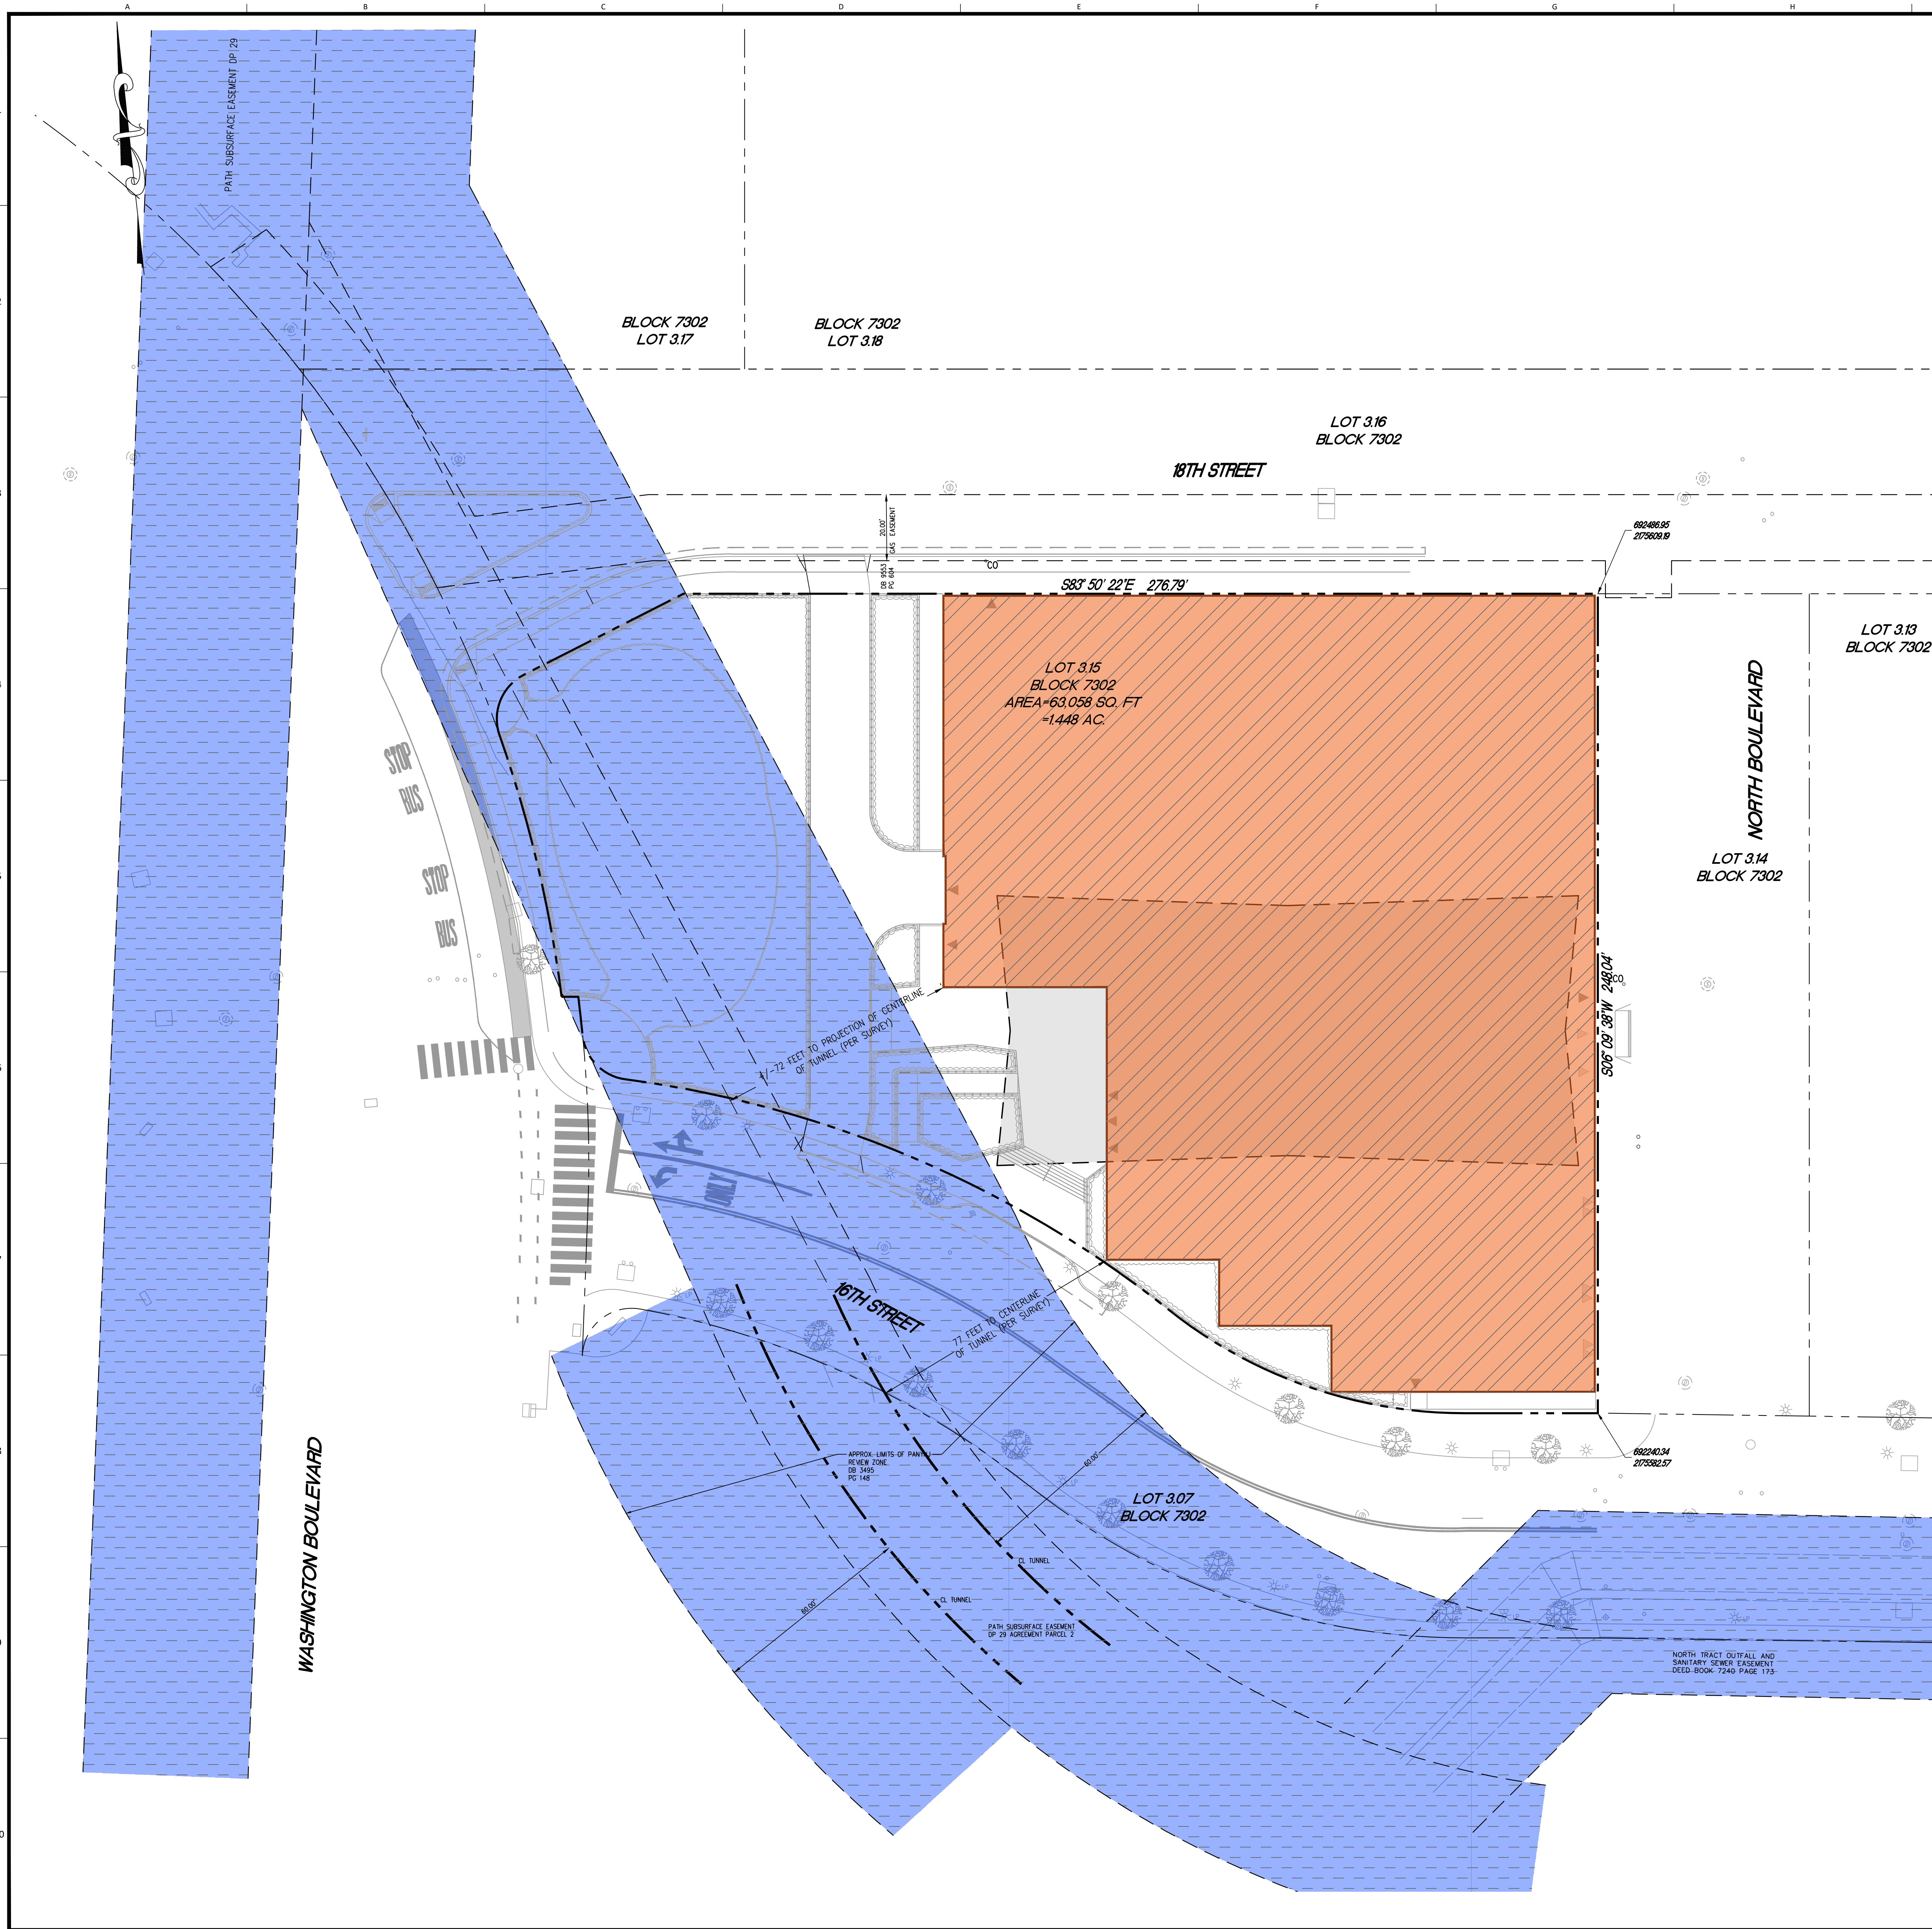 A
B
C
D
E
F
G
H
PATH SUBSURFACE EASEMENT DP 29
BLOCK 7302
LOT 3.17
BLOCK 7302
LOT 3.18
LOT 3.16
BLOCK 7302
18TH STREET
20.00'
GAS EASEMENT
DB 9553
PG 604
CO
692486.95
2175609.19
S83° 50' 22"E 276.79'
LOT 3.13
BLOCK 7302
LOT 3.15
BLOCK 7302
AREA=63,058 SQ. FT
=1.448 AC.
NORTH BOULEVARD
LOT 3.14
BLOCK 7302
STOP
BUS
STOP
BUS
S06° 09' 38"W 248.04'
CO
+/-72 FEET TO PROJECTION OF CENTERLINE
OF TUNNEL (PER SURVEY)
ONLY
16TH STREET
77 FEET TO CENTERLINE
OF TUNNEL (PER SURVEY)
APPROX. LIMITS OF PANYNJ
REVIEW ZONE.
DB 3495
PG 148
60.00'
692240.34
2175582.57
LOT 3.07
BLOCK 7302
WASHINGTON BOULEVARD
CL TUNNEL
60.00'
CL TUNNEL
PATH SUBSURFACE EASEMENT
DP 29 AGREEMENT PARCEL 2
NORTH TRACT OUTFALL AND
SANITARY SEWER EASEMENT
DEED BOOK 7240 PAGE 173